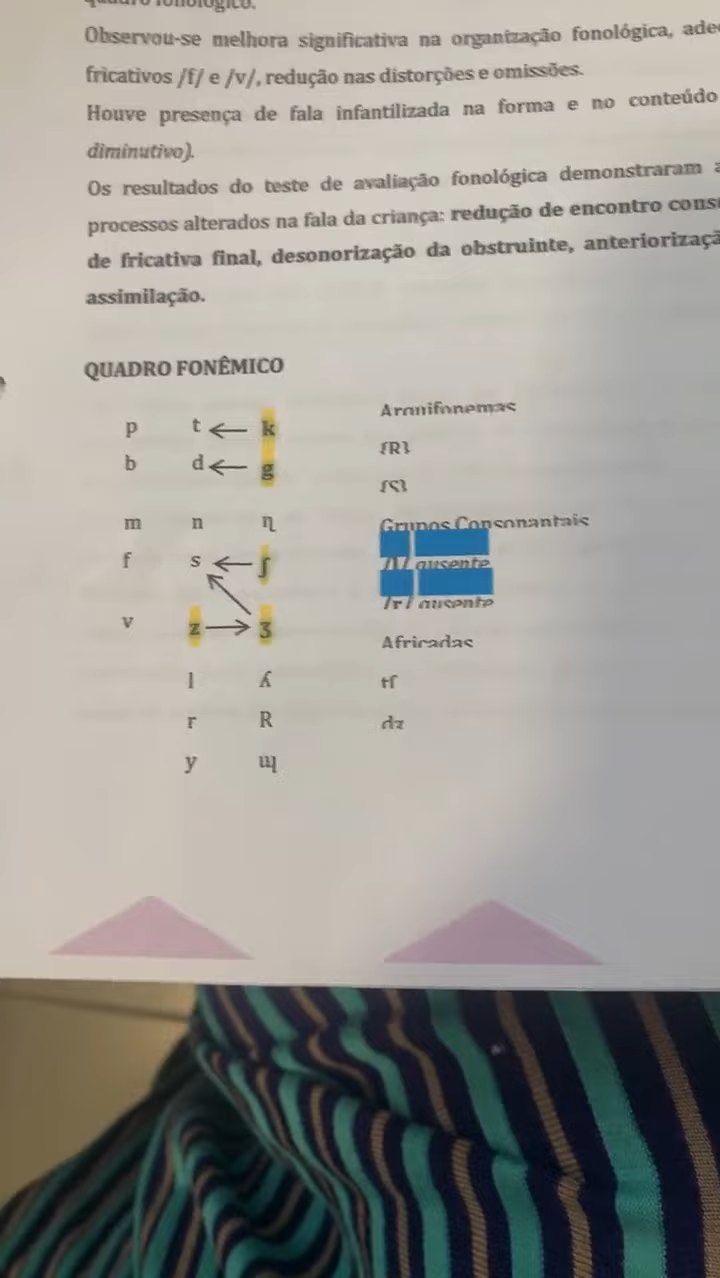 quadro fonológico.
Observou-se melhora significativa na organização fonológica, ade
fricativos /f/ e /v/, redução nas distorções e omissões.
Houve presença de fala infantilizada na forma e no conteúdo
diminutivo).
Os resultados do teste de avaliação fonológica demonstraram a
processos alterados na fala da criança: redução de encontro cons
de fricativa final, desonorização da obstruinte, anteriorizaçã
assimilação.
QUADRO FONÊMICO
p t ← k
b d ← g
m n η
f s ← ʃ
v z → ʒ
l ʎ
r R
y
Arquifonemas
{R}
{S}
Grupos Consonantais
/l/ ausente
/r/ ausente
Africadas
tʃ
dz